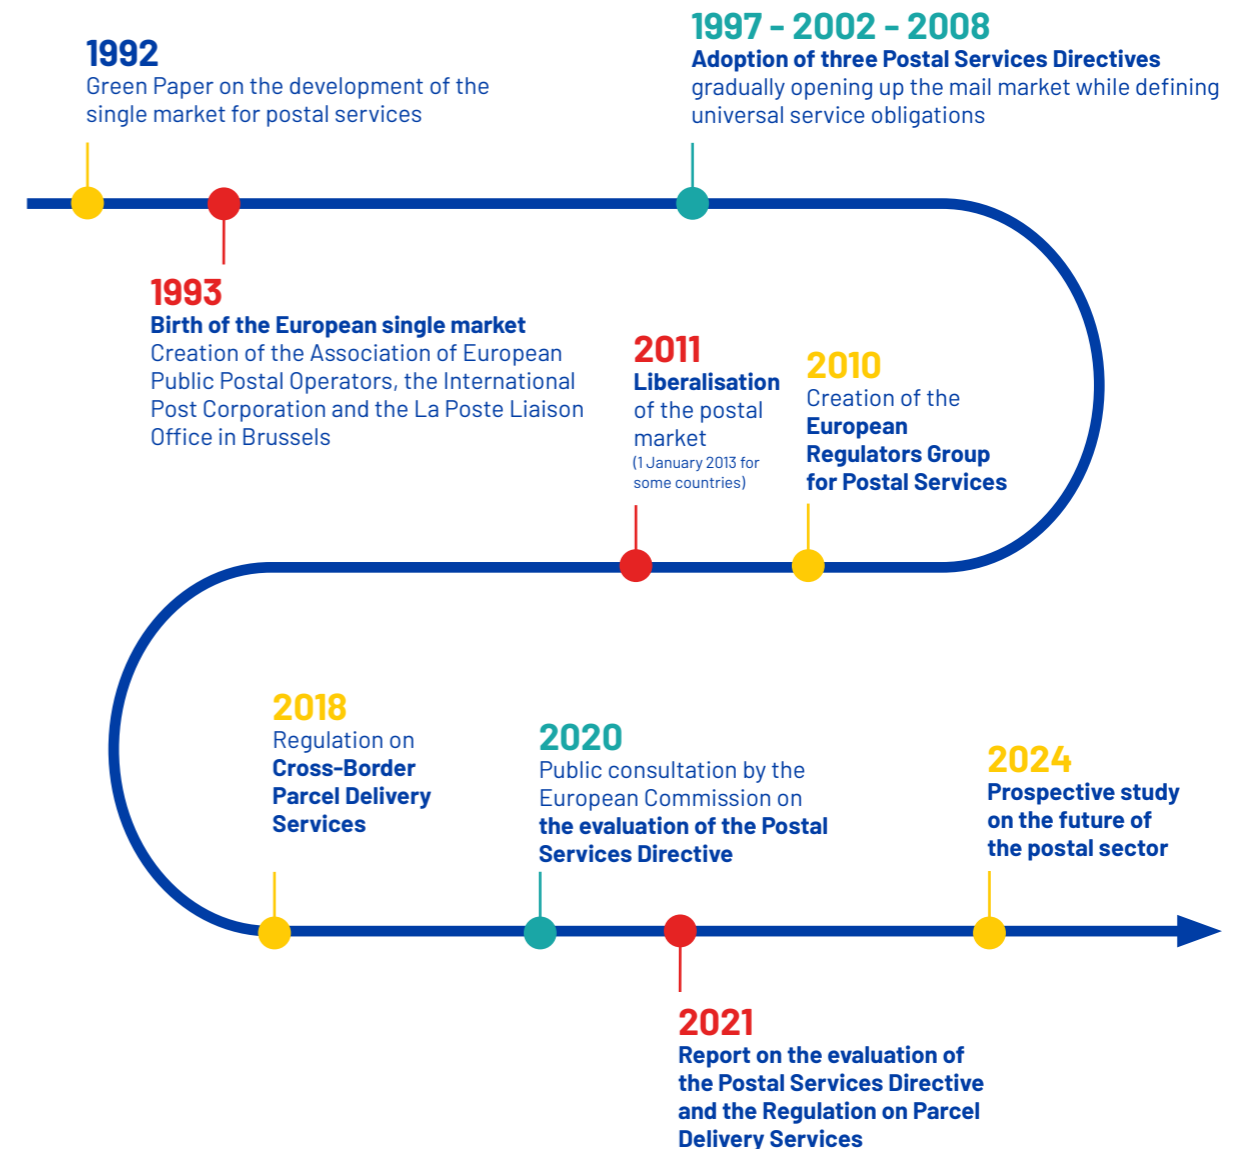 1992
Green Paper on the development of the
single market for postal services
1997 - 2002 - 2008
Adoption of three Postal Services Directives
gradually opening up the mail market while defining
universal service obligations
1993
Birth of the European single market
Creation of the Association of European
Public Postal Operators, the International
Post Corporation and the La Poste Liaison
Office in Brussels
2010
Creation of the
European
Regulators Group
for Postal Services
2011
Liberalisation
of the postal
market
(1 January 2013 for
some countries)
2018
Regulation on
Cross-Border
Parcel Delivery
Services
2020
Public consultation by the
European Commission on
the evaluation of the Postal
Services Directive
2021
Report on the evaluation of
the Postal Services Directive
and the Regulation on Parcel
Delivery Services
2024
Prospective study
on the future of
the postal sector